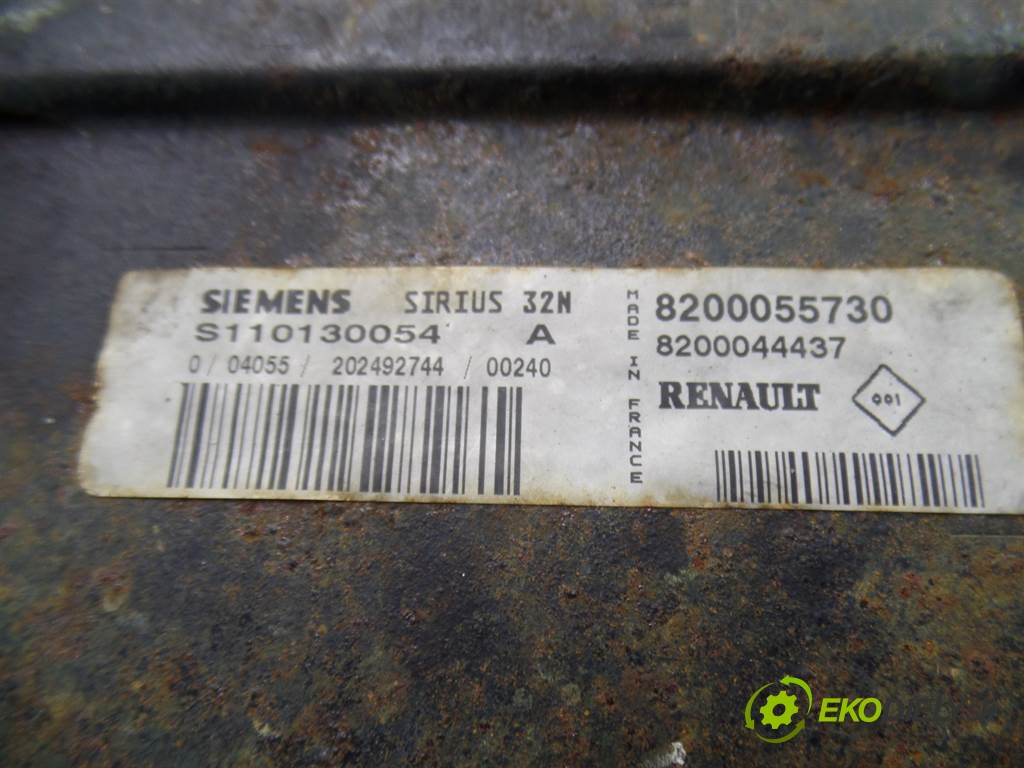 SIEMENS SIRIUS 32N
S110130054 A
0/ 04055/ 202492744 / 00240
MADE IN FRANCE
8200055730
8200044437
RENAULT
001
EKO